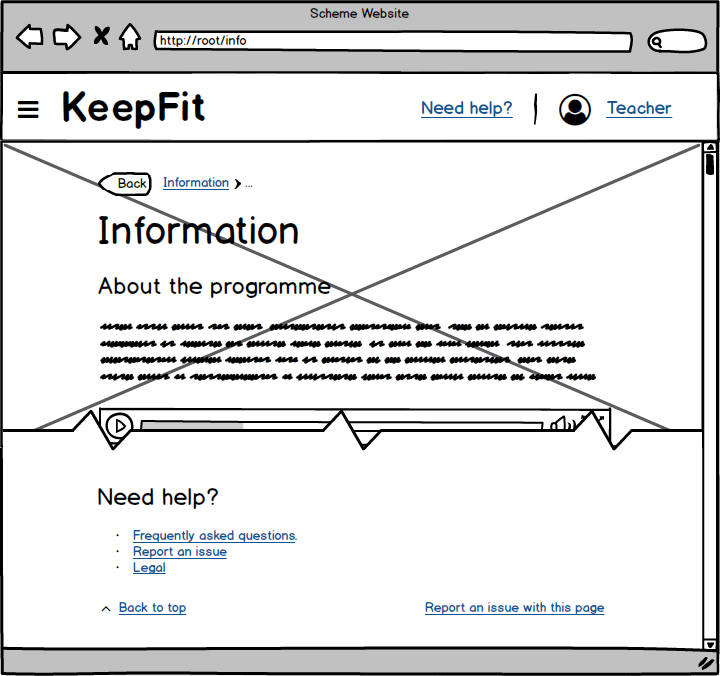 Scheme Website
http://root/info
KeepFit
Need help?
Teacher
Back
Information
...
Information
About the programme
Need help?
· Frequently asked questions.
· Report an issue
· Legal
Back to top
Report an issue with this page